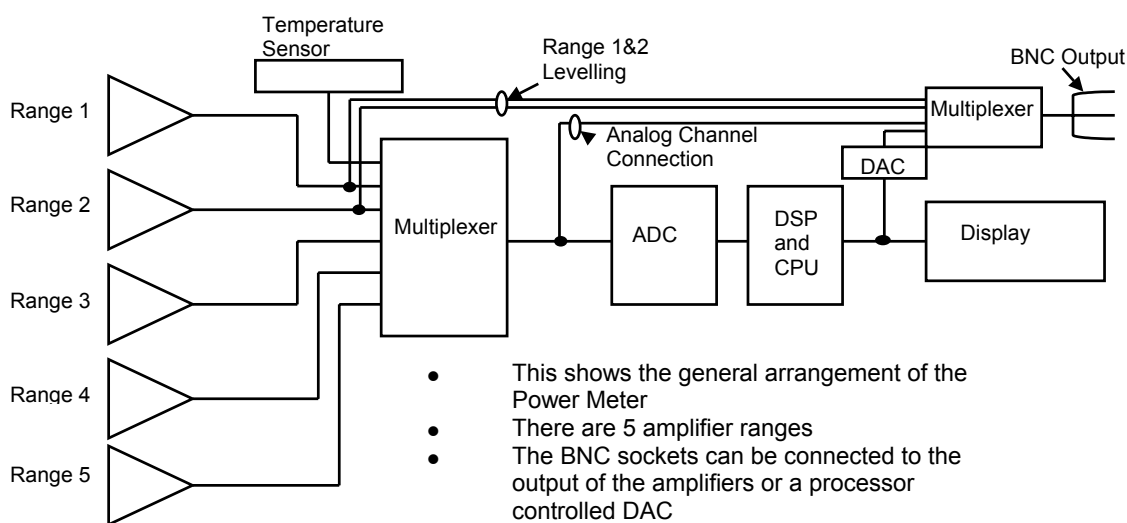 Temperature
Sensor
Range 1&2
Levelling
BNC Output
Range 1
Multiplexer
Analog Channel
Connection
DAC
Range 2
Multiplexer
ADC
DSP
and
CPU
Display
Range 3
Range 4
Range 5
• This shows the general arrangement of the
Power Meter
• There are 5 amplifier ranges
• The BNC sockets can be connected to the
output of the amplifiers or a processor
controlled DAC